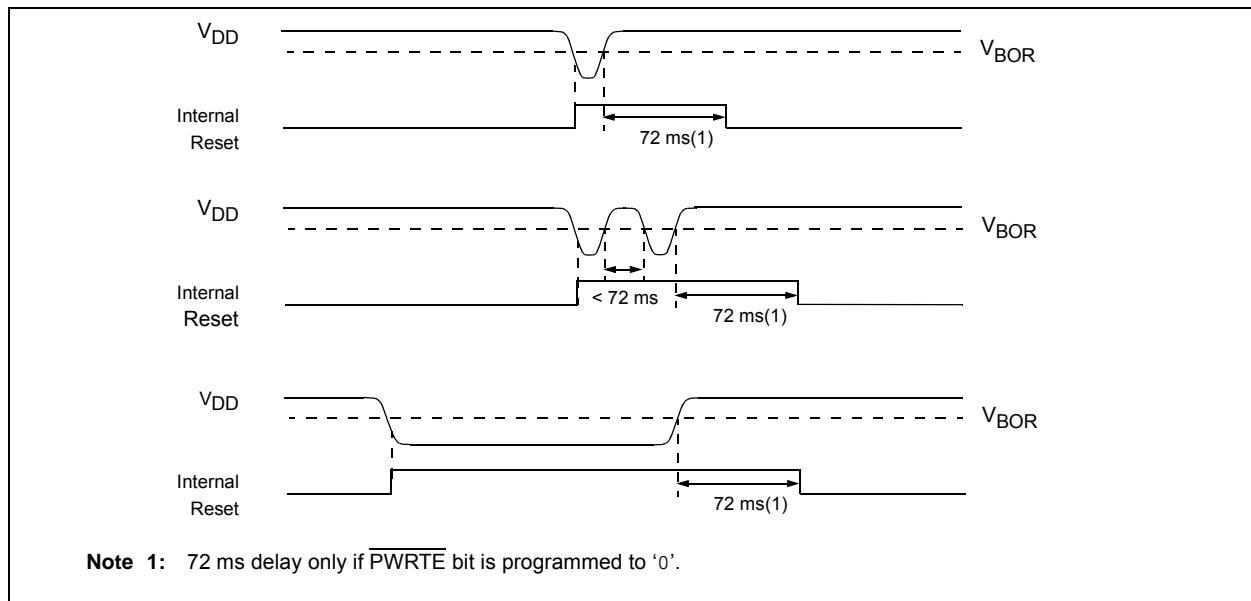 VDD
VBOR
Internal
Reset
72 ms(1)
VDD
VBOR
Internal
Reset
< 72 ms
72 ms(1)
VDD
VBOR
Internal
Reset
72 ms(1)
Note 1: 72 ms delay only if PWRTE bit is programmed to ‘0’.